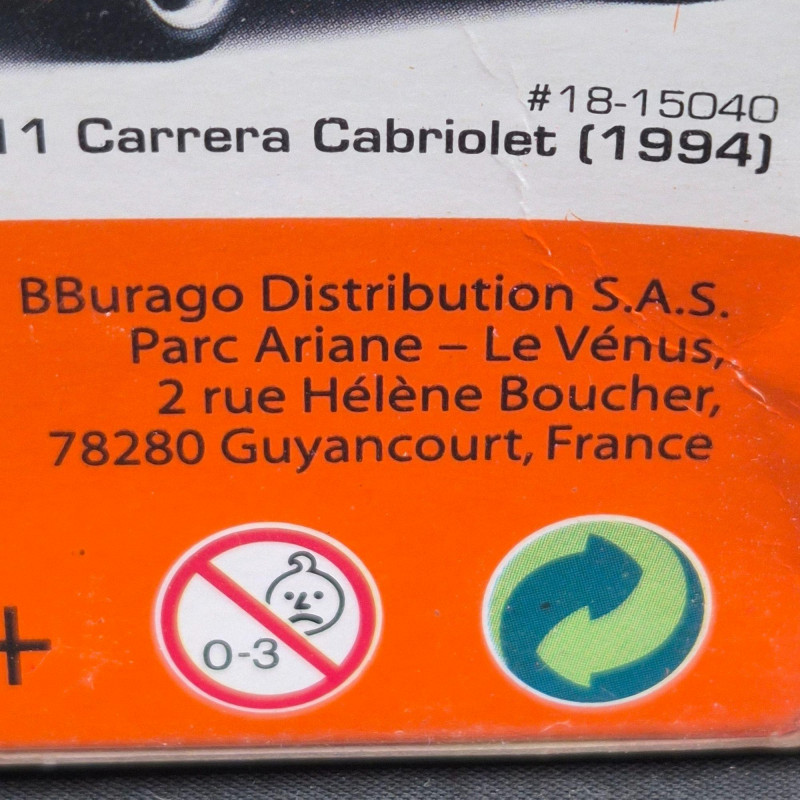 #18-15040
11 Carrera Cabriolet (1994)
BBurago Distribution S.A.S.
Parc Ariane – Le Vénus,
2 rue Hélène Boucher,
78280 Guyancourt, France
0-3
+